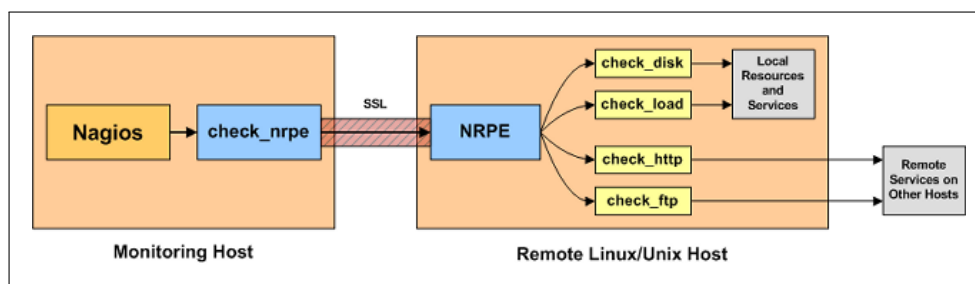 Nagios
check_nrpe
SSL
NRPE
check_disk
check_load
check_http
check_ftp
Local
Resources
and
Services
Remote
Services on
Other Hosts
Monitoring Host
Remote Linux/Unix Host